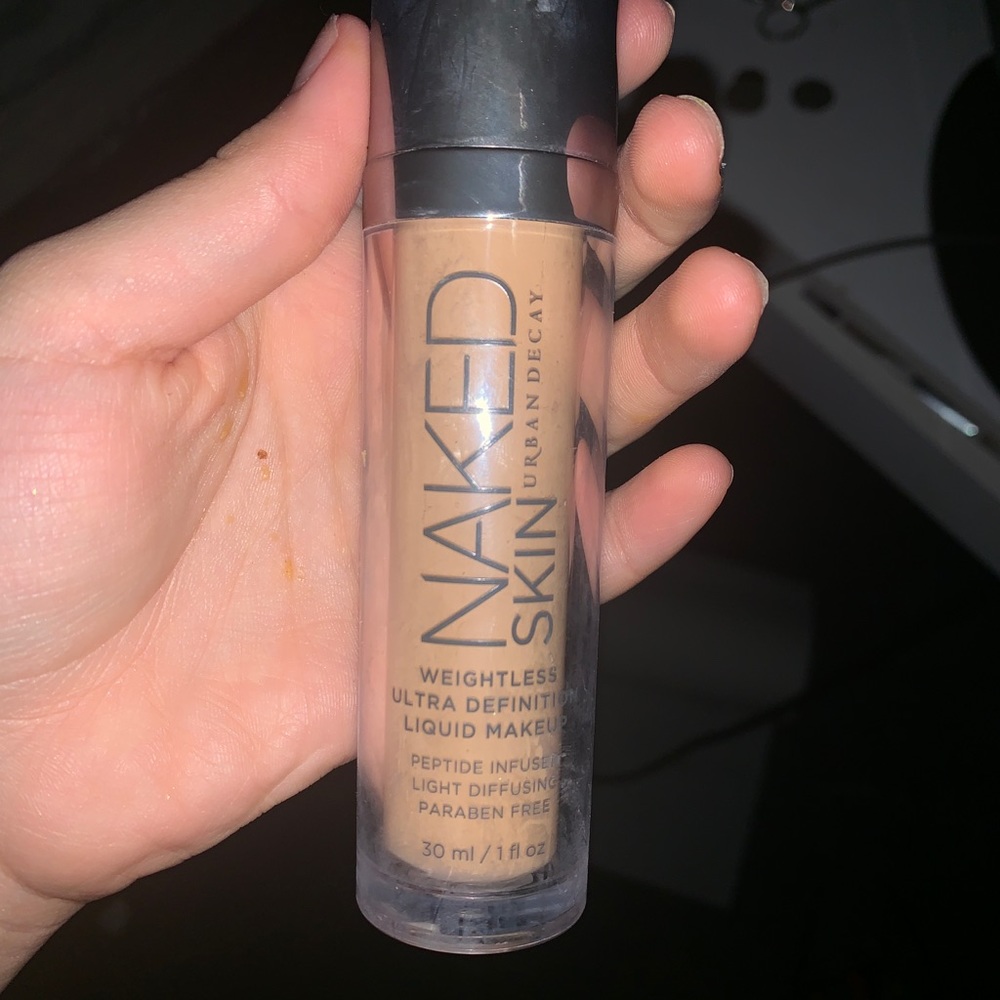 NAKED
SKIN URBAN DECAY
WEIGHTLESS
ULTRA DEFINITION
LIQUID MAKEUP
PEPTIDE INFUSED
LIGHT DIFFUSING
PARABEN FREE
30 ml / 1 fl oz